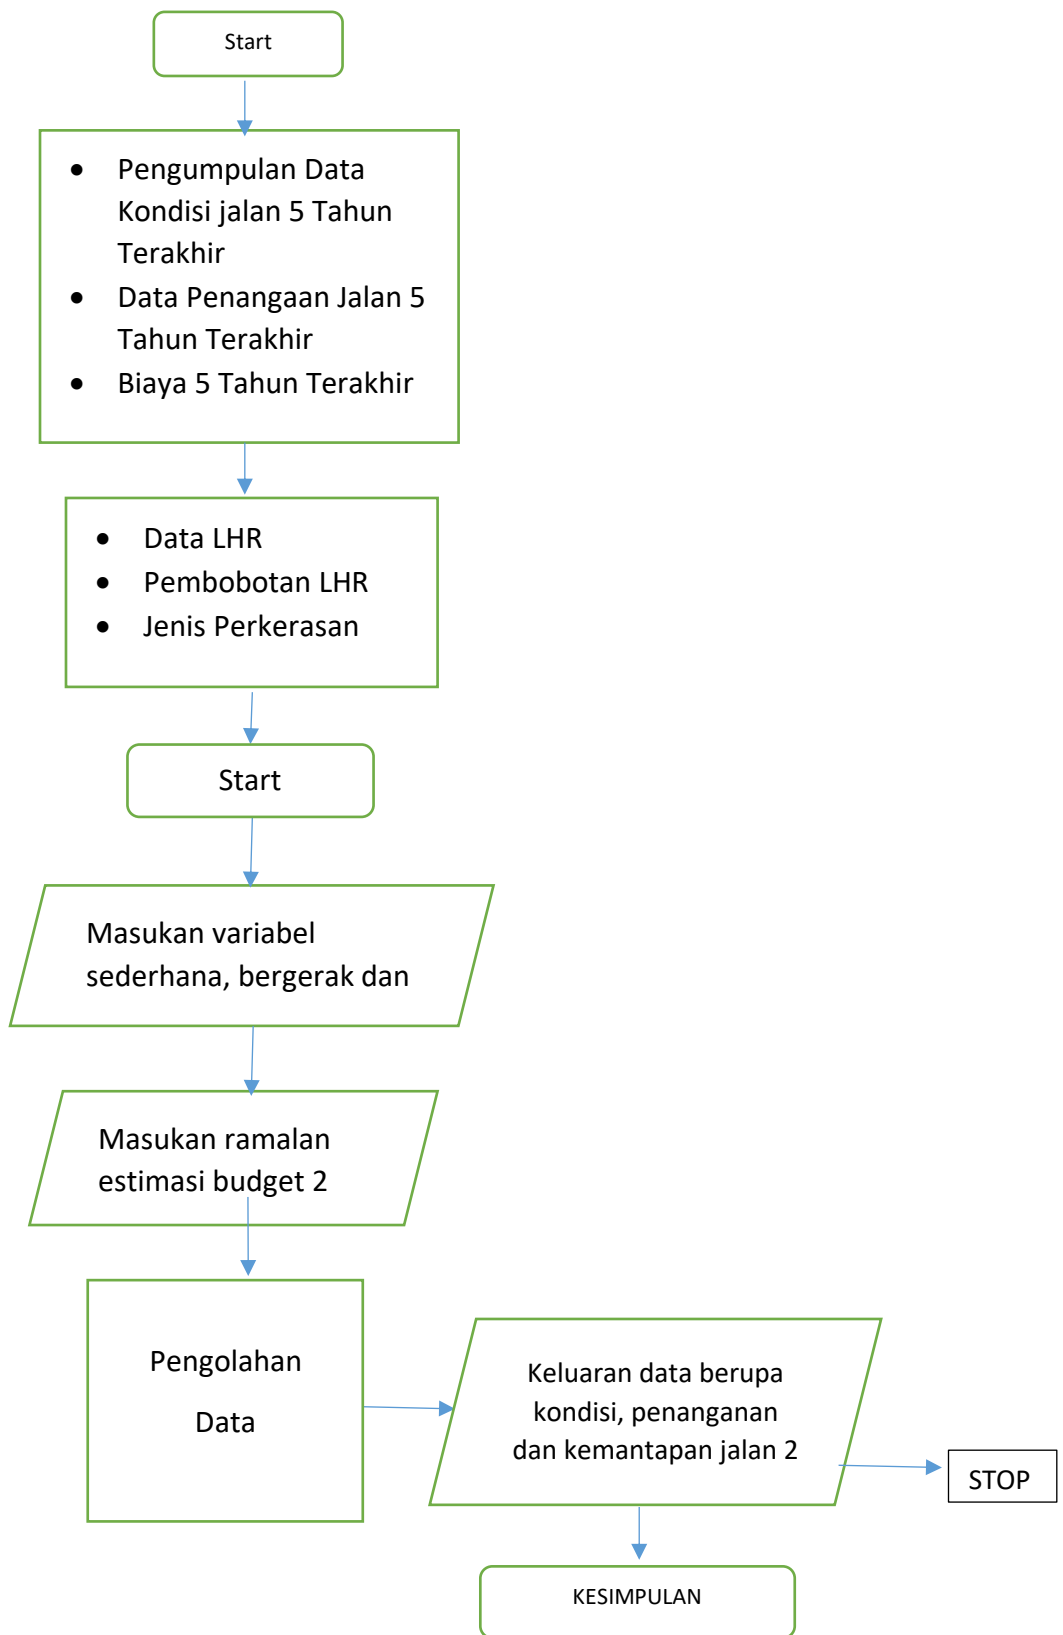 Start
• Pengumpulan Data
Kondisi jalan 5 Tahun
Terakhir
• Data Penangaan Jalan 5
Tahun Terakhir
• Biaya 5 Tahun Terakhir
• Data LHR
• Pembobotan LHR
• Jenis Perkerasan
Start
Masukan variabel
sederhana, bergerak dan
Masukan ramalan
estimasi budget 2
Pengolahan
Data
Keluaran data berupa
kondisi, penanganan
dan kemantapan jalan 2
STOP
KESIMPULAN